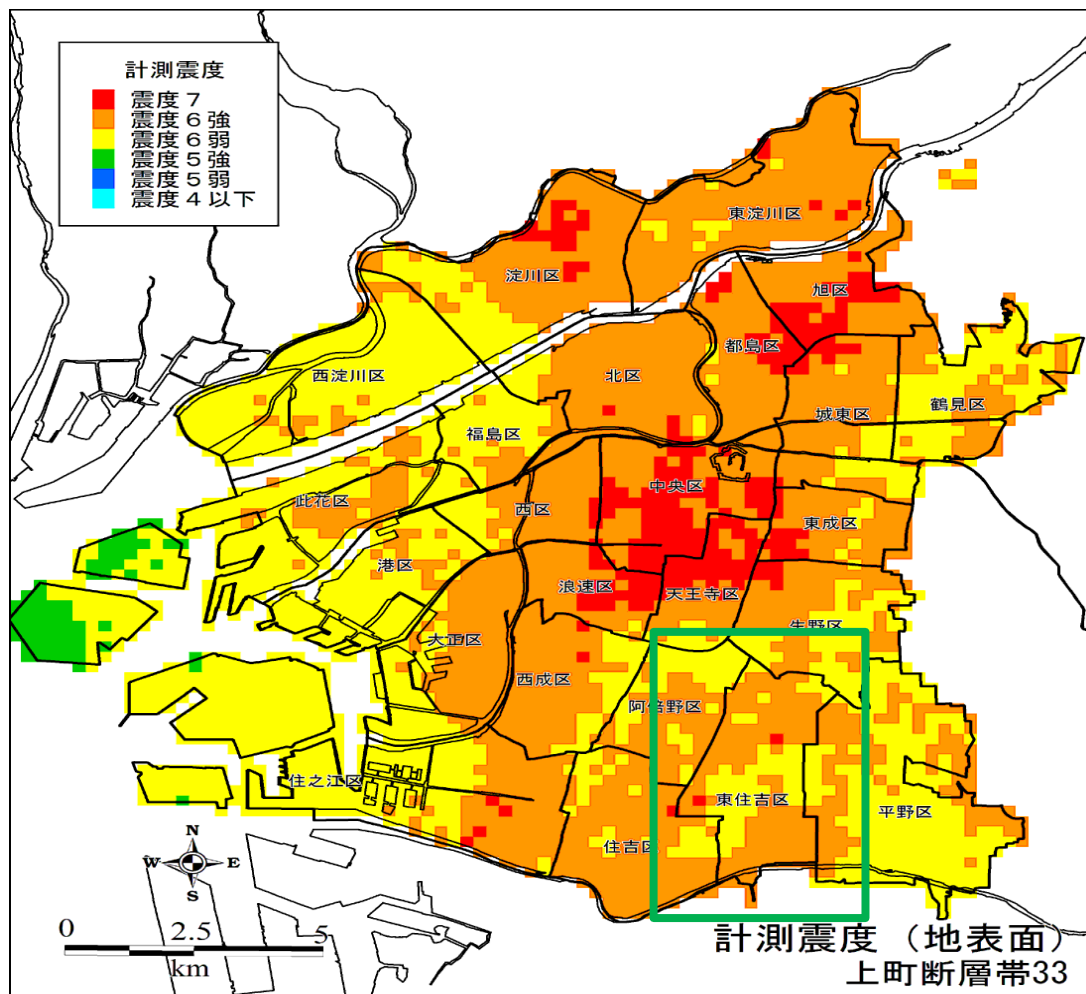 計測震度
震度7
震度6強
震度6弱
震度5強
震度5弱
震度4以下
東淀川区
淀川区
旭区
都島区
西淀川区
北区
城東区
鶴見区
福島区
中央区
此花区
西区
東成区
港区
浪速区
天王寺区
生野区
大正区
西成区
阿倍野区
住之江区
東住吉区
平野区
住吉区
N
W E
S
0 2.5 5
km
計測震度(地表面)
上町断層帯33